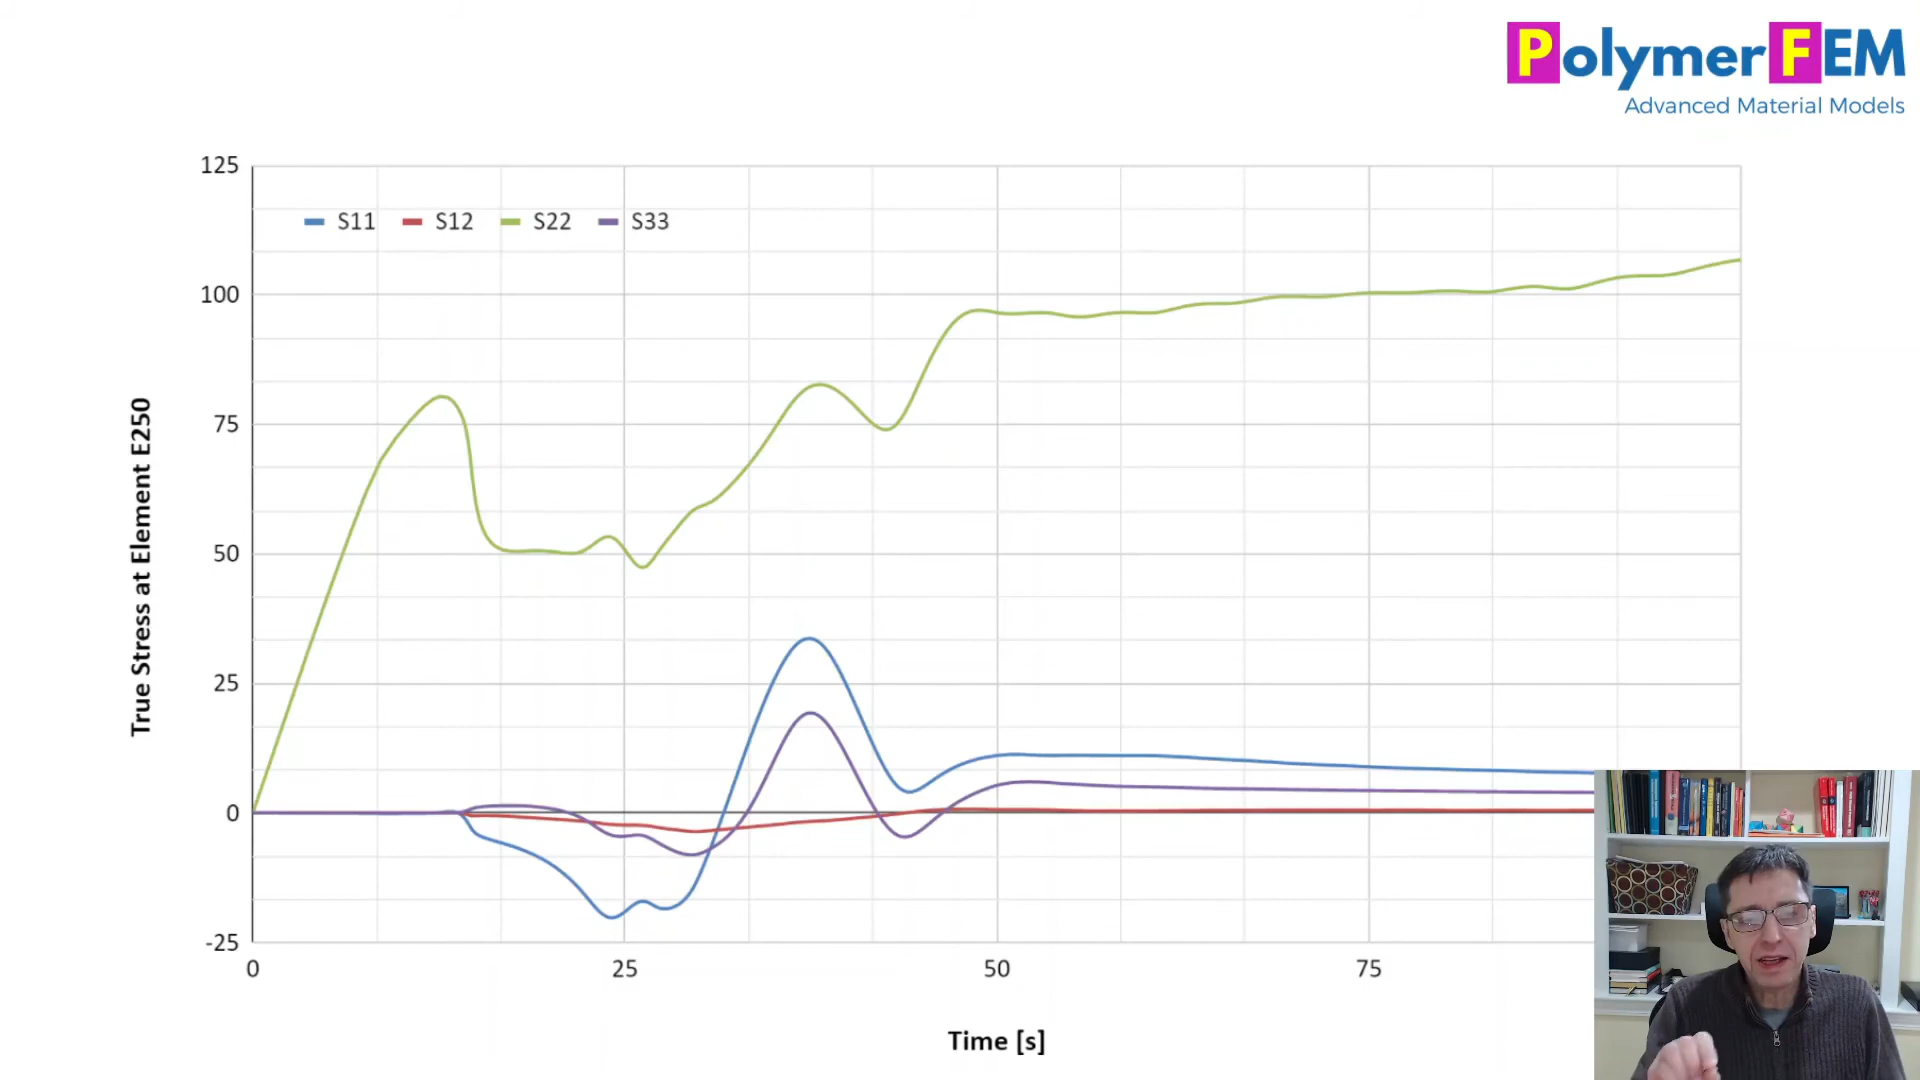 PolymerFEM
Advanced Material Models
125
S11 S12 S22 S33
100
75
50
25
0
-25
True Stress at Element E250
0 25 50 75
Time [s]